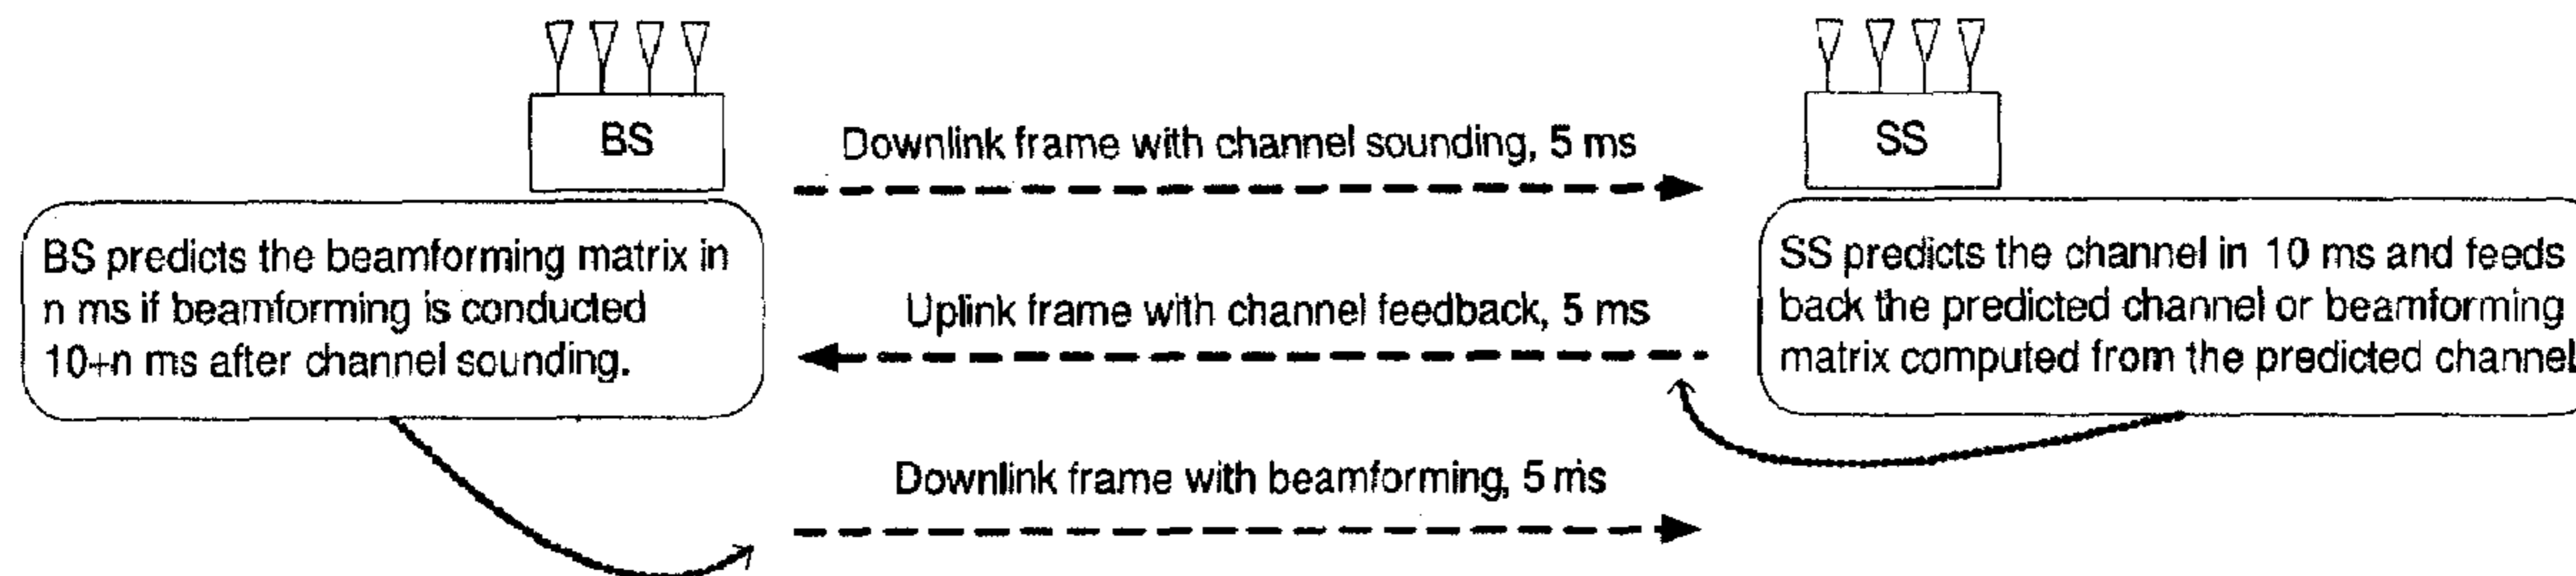 BS
SS
Downlink frame with channel sounding, 5 ms
BS predicts the beamforming matrix in
n ms if beamforming is conducted
10+n ms after channel sounding.
SS predicts the channel in 10 ms and feeds
back the predicted channel or beamforming
matrix computed from the predicted channel
Uplink frame with channel feedback, 5 ms
Downlink frame with beamforming, 5 ms